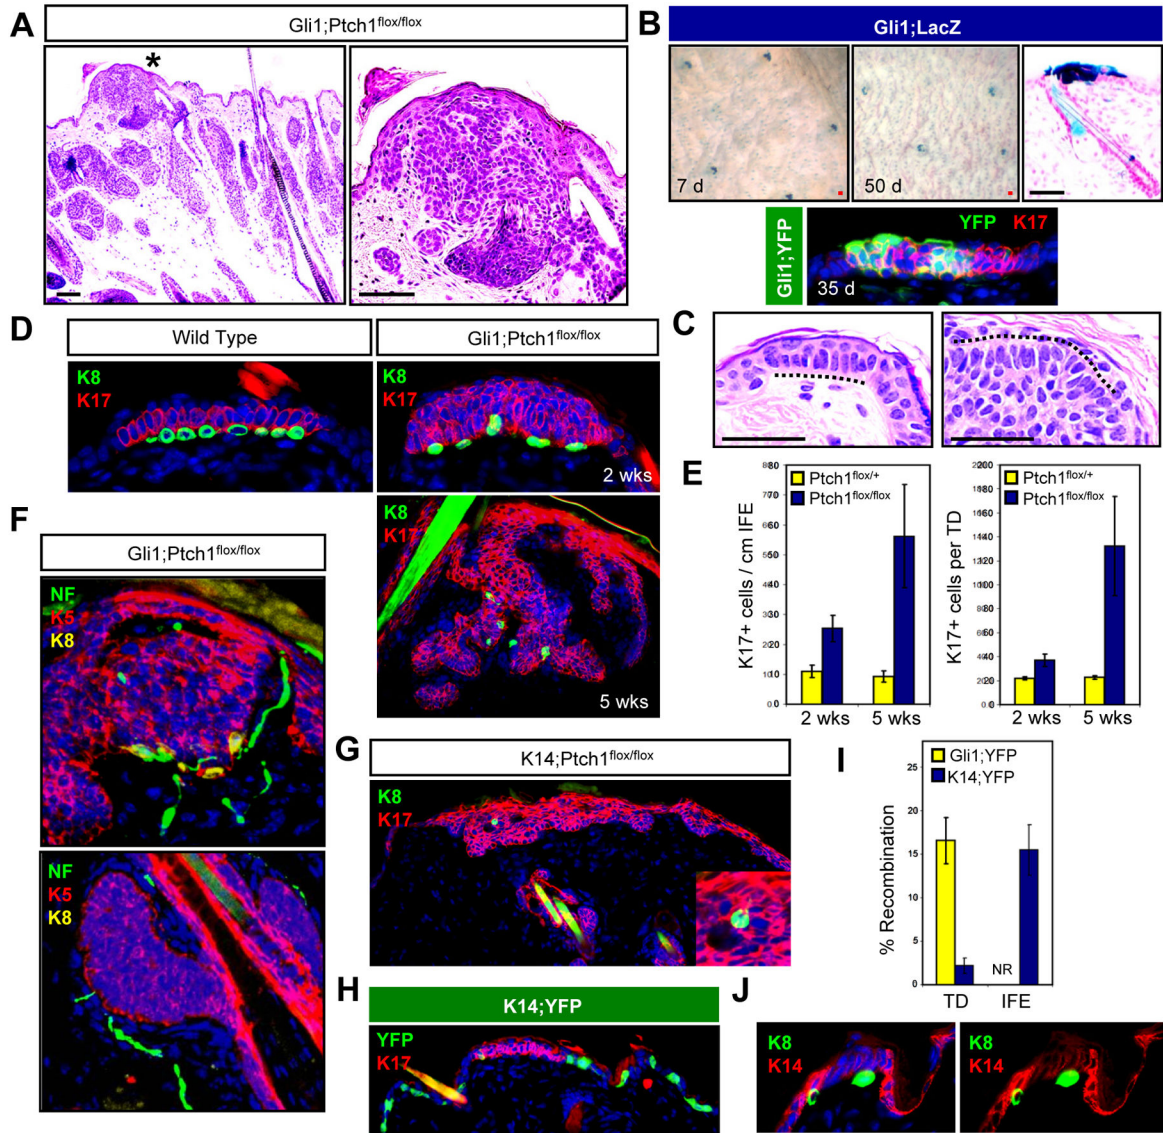 A
Gli1;Ptch1flox/flox
*
B
Gli1;LacZ
7 d
50 d
Gli1;YFP
YFP K17
35 d
C
D
Wild Type
Gli1;Ptch1flox/flox
K8
K17
K8
K17
2 wks
K8
K17
5 wks
E
K17+ cells / cm IFE
Ptch1flox/+
Ptch1flox/flox
2 wks 5 wks
K17+ cells per TD
Ptch1flox/+
Ptch1flox/flox
2 wks 5 wks
F
Gli1;Ptch1flox/flox
NF
K5
K8
NF
K5
K8
G
K14;Ptch1flox/flox
K8
K17
H
K14;YFP
YFP
K17
I
Gli1;YFP
K14;YFP
% Recombination
25
20
15
10
5
0
NR
TD IFE
J
K8
K14
K8
K14